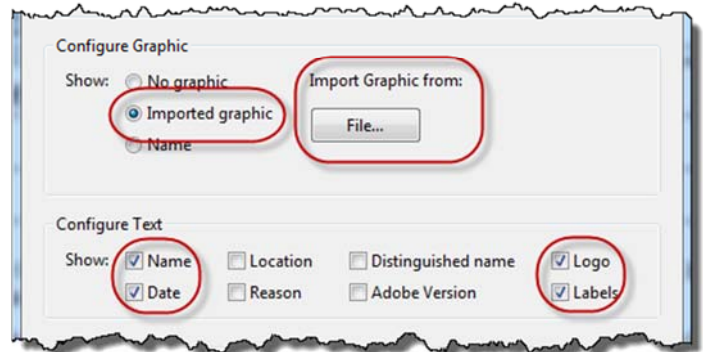 Configure Graphic
Show: No graphic Import Graphic from:
Imported graphic
File...
Name
Configure Text
Show: Name Location Distinguished name Logo
Date Reason Adobe Version Labels